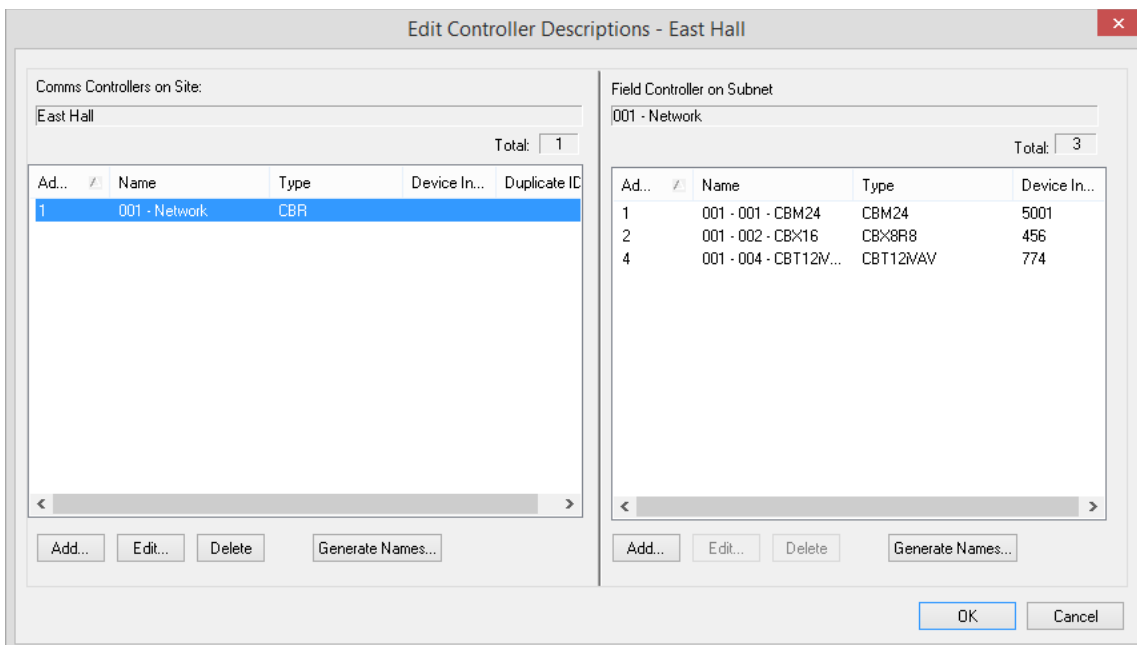 Edit Controller Descriptions - East Hall
Comms Controllers on Site:
East Hall
Total: 1
Ad... Name Type Device In... Duplicate ID
1 001 - Network CBR
Add... Edit... Delete Generate Names...
Field Controller on Subnet
001 - Network
Total: 3
Ad... Name Type Device In...
1 001 - 001 - CBM24 CBM24 5001
2 001 - 002 - CBX16 CBX8R8 456
4 001 - 004 - CBT12iV... CBT12iVAV 774
Add... Edit... Delete Generate Names...
OK Cancel